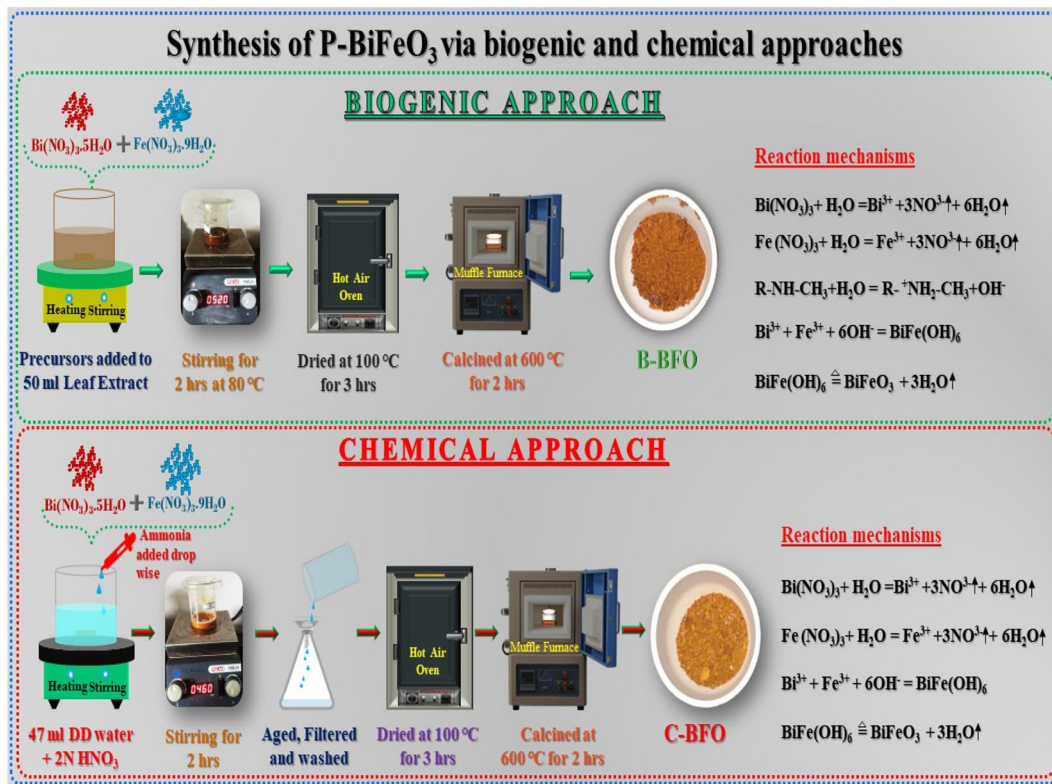 Synthesis of P-BiFeO₃ via biogenic and chemical approaches
BIOGENIC APPROACH
Bi(NO₃)₃.5H₂O + Fe(NO₃)₃.9H₂O
Heating Stirring
Precursors added to
50 ml Leaf Extract
0520
Stirring for
2 hrs at 80 °C
Hot Air
Oven
Dried at 100 °C
for 3 hrs
Muffle Furnace
Calcined at 600 °C
for 2 hrs
B-BFO
Reaction mechanisms
Bi(NO₃)₃+ H₂O =Bi³⁺ +3NO³⁻↑+ 6H₂O↑
Fe (NO₃)₃+ H₂O = Fe³⁺ +3NO³⁻↑+ 6H₂O↑
R-NH-CH₃+H₂O = R- ⁺NH₂-CH₃+OH⁻
Bi³⁺ + Fe³⁺ + 6OH⁻ = BiFe(OH)₆
BiFe(OH)₆ ≙ BiFeO₃ + 3H₂O↑
CHEMICAL APPROACH
Bi(NO₃)₃.5H₂O + Fe(NO₃)₃.9H₂O
Ammonia
added drop
wise
Heating Stirring
47 ml DD water
+ 2N HNO₃
0460
Stirring for
2 hrs
Aged, Filtered
and washed
Hot Air
Oven
Dried at 100 °C
for 3 hrs
Muffle Furnace
Calcined at
600 °C for 2 hrs
C-BFO
Reaction mechanisms
Bi(NO₃)₃+ H₂O =Bi³⁺ +3NO³⁻↑+ 6H₂O↑
Fe (NO₃)₃+ H₂O = Fe³⁺ +3NO³⁻↑+ 6H₂O↑
Bi³⁺ + Fe³⁺ + 6OH⁻ = BiFe(OH)₆
BiFe(OH)₆ ≙ BiFeO₃ + 3H₂O↑